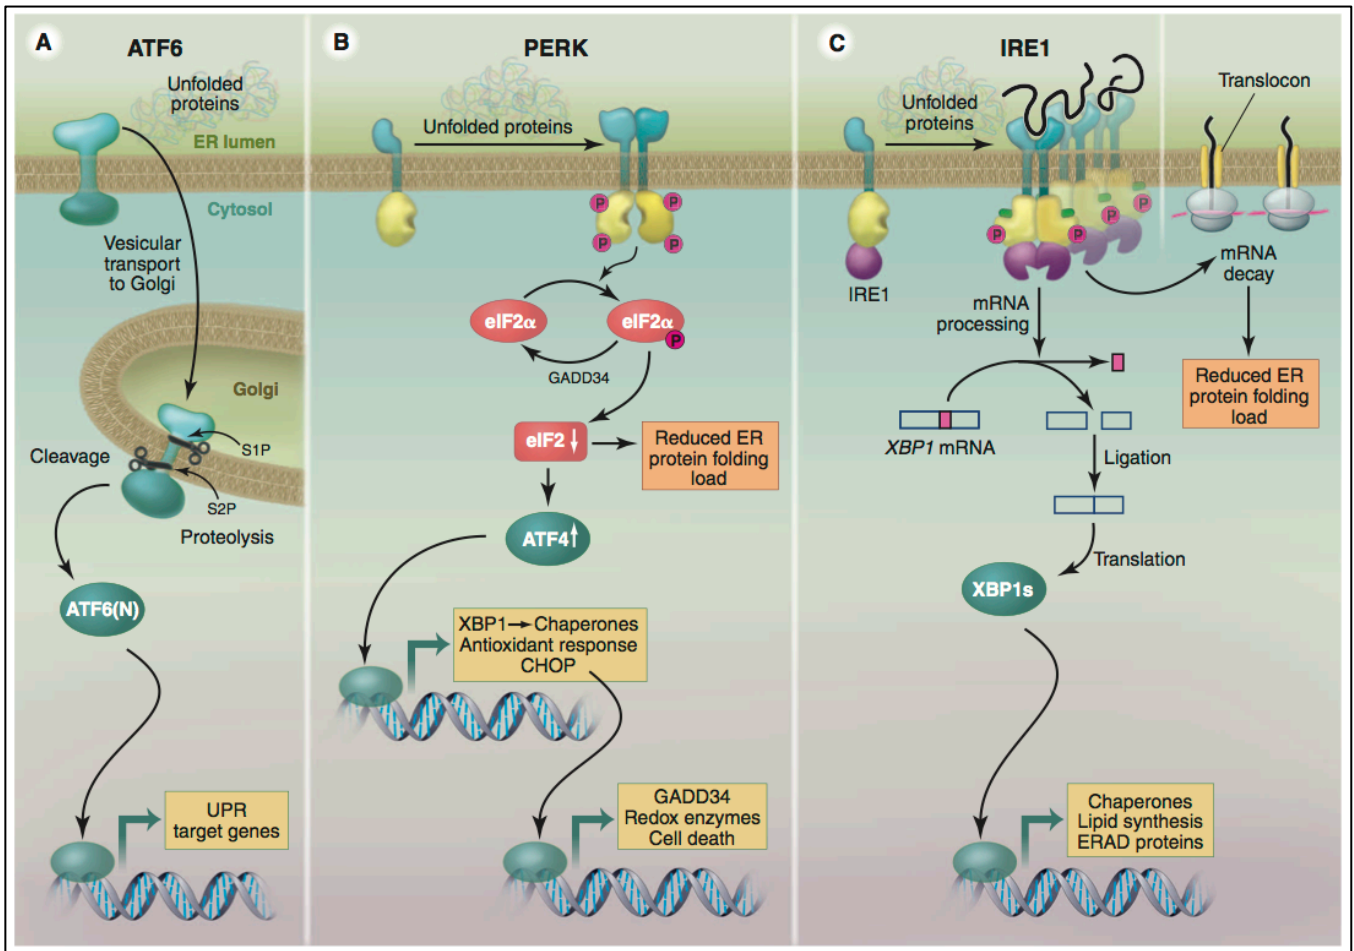 A
ATF6
Unfolded
proteins
ER lumen
Cytosol
Vesicular
transport
to Golgi
Golgi
S1P
Cleavage
S2P
Proteolysis
ATF6(N)
UPR
target genes
B
PERK
Unfolded proteins
P
P
P
P
eIF2α
eIF2α
P
GADD34
eIF2
Reduced ER
protein folding
load
ATF4
XBP1→Chaperones
Antioxidant response
CHOP
GADD34
Redox enzymes
Cell death
C
IRE1
Unfolded
proteins
Translocon
P
P
P
P
IRE1
mRNA
decay
mRNA
processing
Reduced ER
protein folding
load
XBP1 mRNA
Ligation
Translation
XBP1s
Chaperones
Lipid synthesis
ERAD proteins